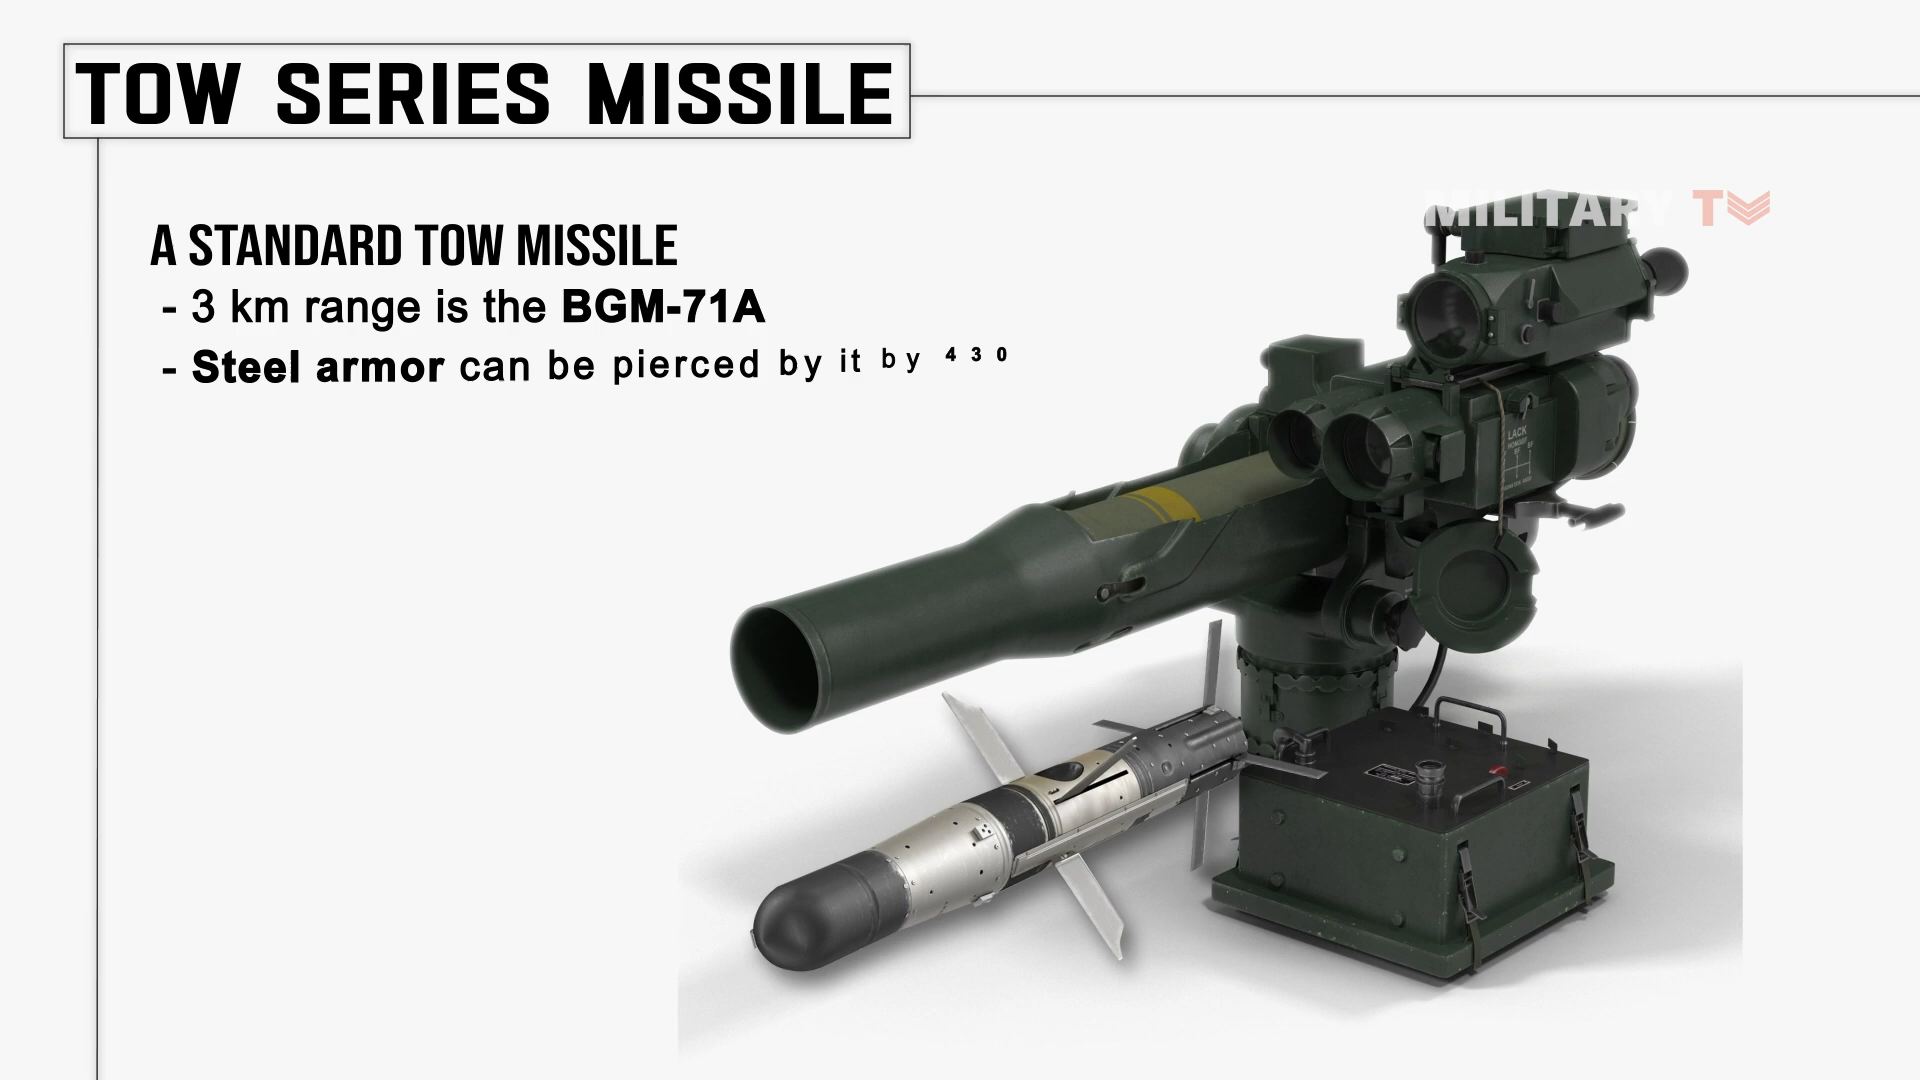 TOW SERIES MISSILE
MILITARY TV
A STANDARD TOW MISSILE
- 3 km range is the BGM-71A
- Steel armor can be pierced by it by 430
LACK